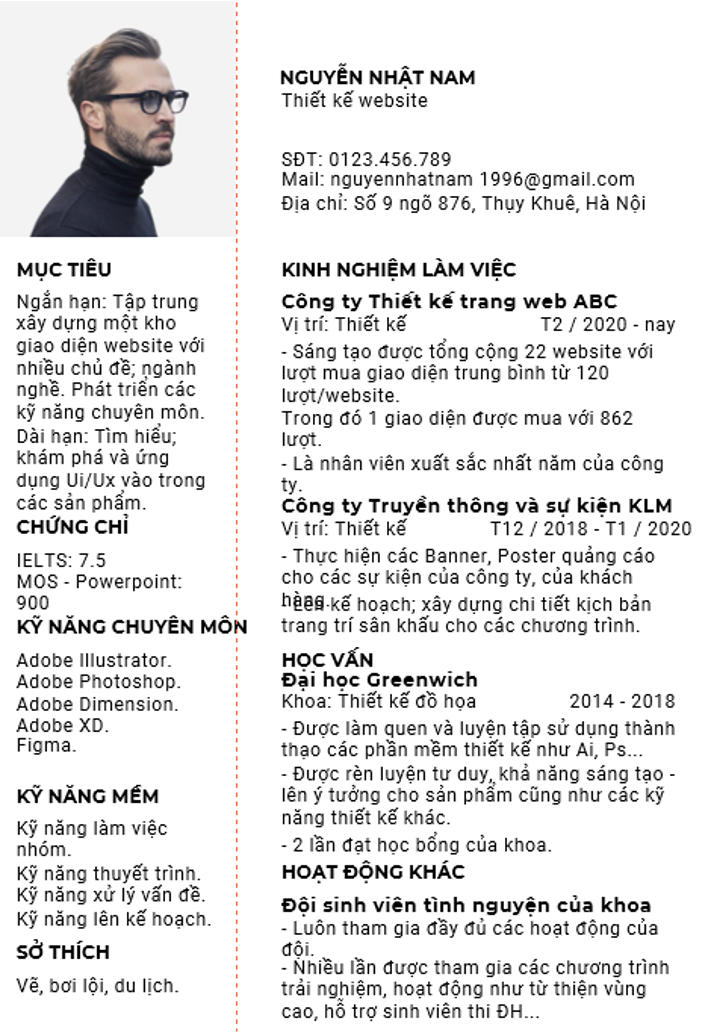 NGUYỄN NHẬT NAM
Thiết kế website
SĐT: 0123.456.789
Mail: nguyennhatnam 1996@gmail.com
Địa chỉ: Số 9 ngõ 876, Thụy Khuê, Hà Nội
MỤC TIÊU
Ngắn hạn: Tập trung
xây dựng một kho
giao diện website với
nhiều chủ đề; ngành
nghề. Phát triển các
kỹ năng chuyên môn.
Dài hạn: Tìm hiểu;
khám phá và ứng
dụng Ui/Ux vào trong
các sản phẩm.
CHỨNG CHỈ
IELTS: 7.5
MOS - Powerpoint:
900
KỸ NĂNG CHUYÊN MÔN
Adobe Illustrator.
Adobe Photoshop.
Adobe Dimension.
Adobe XD.
Figma.
KỸ NĂNG MỀM
Kỹ năng làm việc
nhóm.
Kỹ năng thuyết trình.
Kỹ năng xử lý vấn đề.
Kỹ năng lên kế hoạch.
SỞ THÍCH
Vẽ, bơi lội, du lịch.
KINH NGHIỆM LÀM VIỆC
Công ty Thiết kế trang web ABC
Vị trí: Thiết kế T2 / 2020 - nay
- Sáng tạo được tổng cộng 22 website với
lượt mua giao diện trung bình từ 120
lượt/website.
Trong đó 1 giao diện được mua với 862
lượt.
- Là nhân viên xuất sắc nhất năm của công
ty.
Công ty Truyền thông và sự kiện KLM
Vị trí: Thiết kế T12 / 2018 - T1 / 2020
- Thực hiện các Banner, Poster quảng cáo
cho các sự kiện của công ty, của khách
hàng.
- Lên kế hoạch; xây dựng chi tiết kịch bản
trang trí sân khấu cho các chương trình.
HỌC VẤN
Đại học Greenwich
Khoa: Thiết kế đồ họa 2014 - 2018
- Được làm quen và luyện tập sử dụng thành
thạo các phần mềm thiết kế như Ai, Ps...
- Được rèn luyện tư duy, khả năng sáng tạo -
lên ý tưởng cho sản phẩm cũng như các kỹ
năng thiết kế khác.
- 2 lần đạt học bổng của khoa.
HOẠT ĐỘNG KHÁC
Đội sinh viên tình nguyện của khoa
- Luôn tham gia đầy đủ các hoạt động của
đội.
- Nhiều lần được tham gia các chương trình
trải nghiệm, hoạt động như từ thiện vùng
cao, hỗ trợ sinh viên thi ĐH...